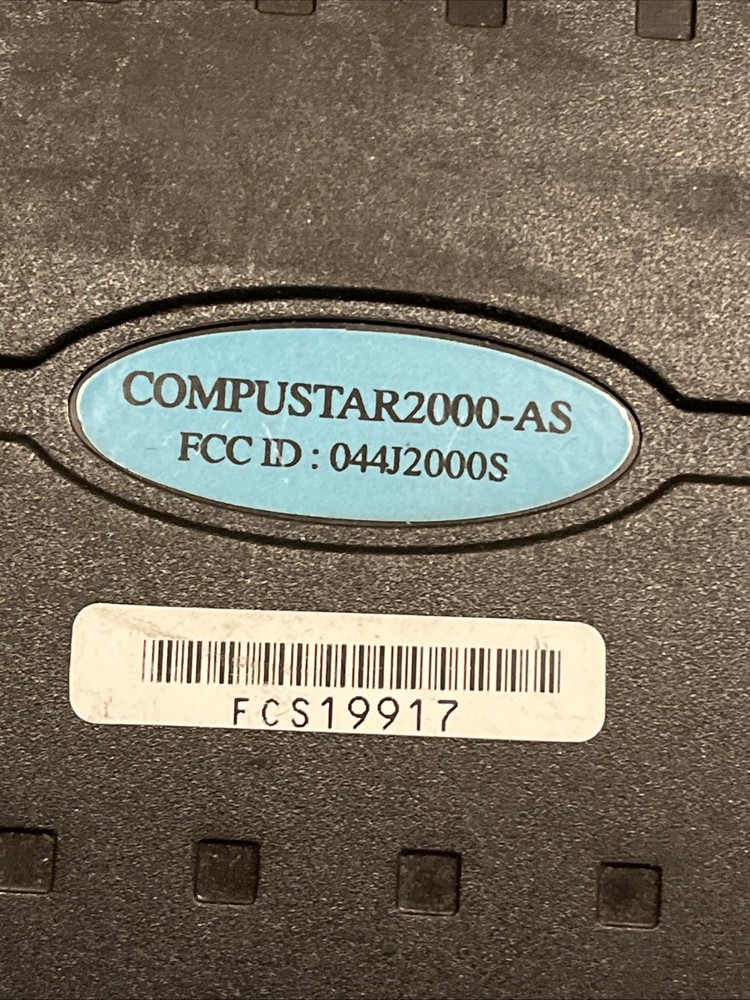 COMPUSTAR2000-AS
FCC ID : 044J2000S
FCS19917